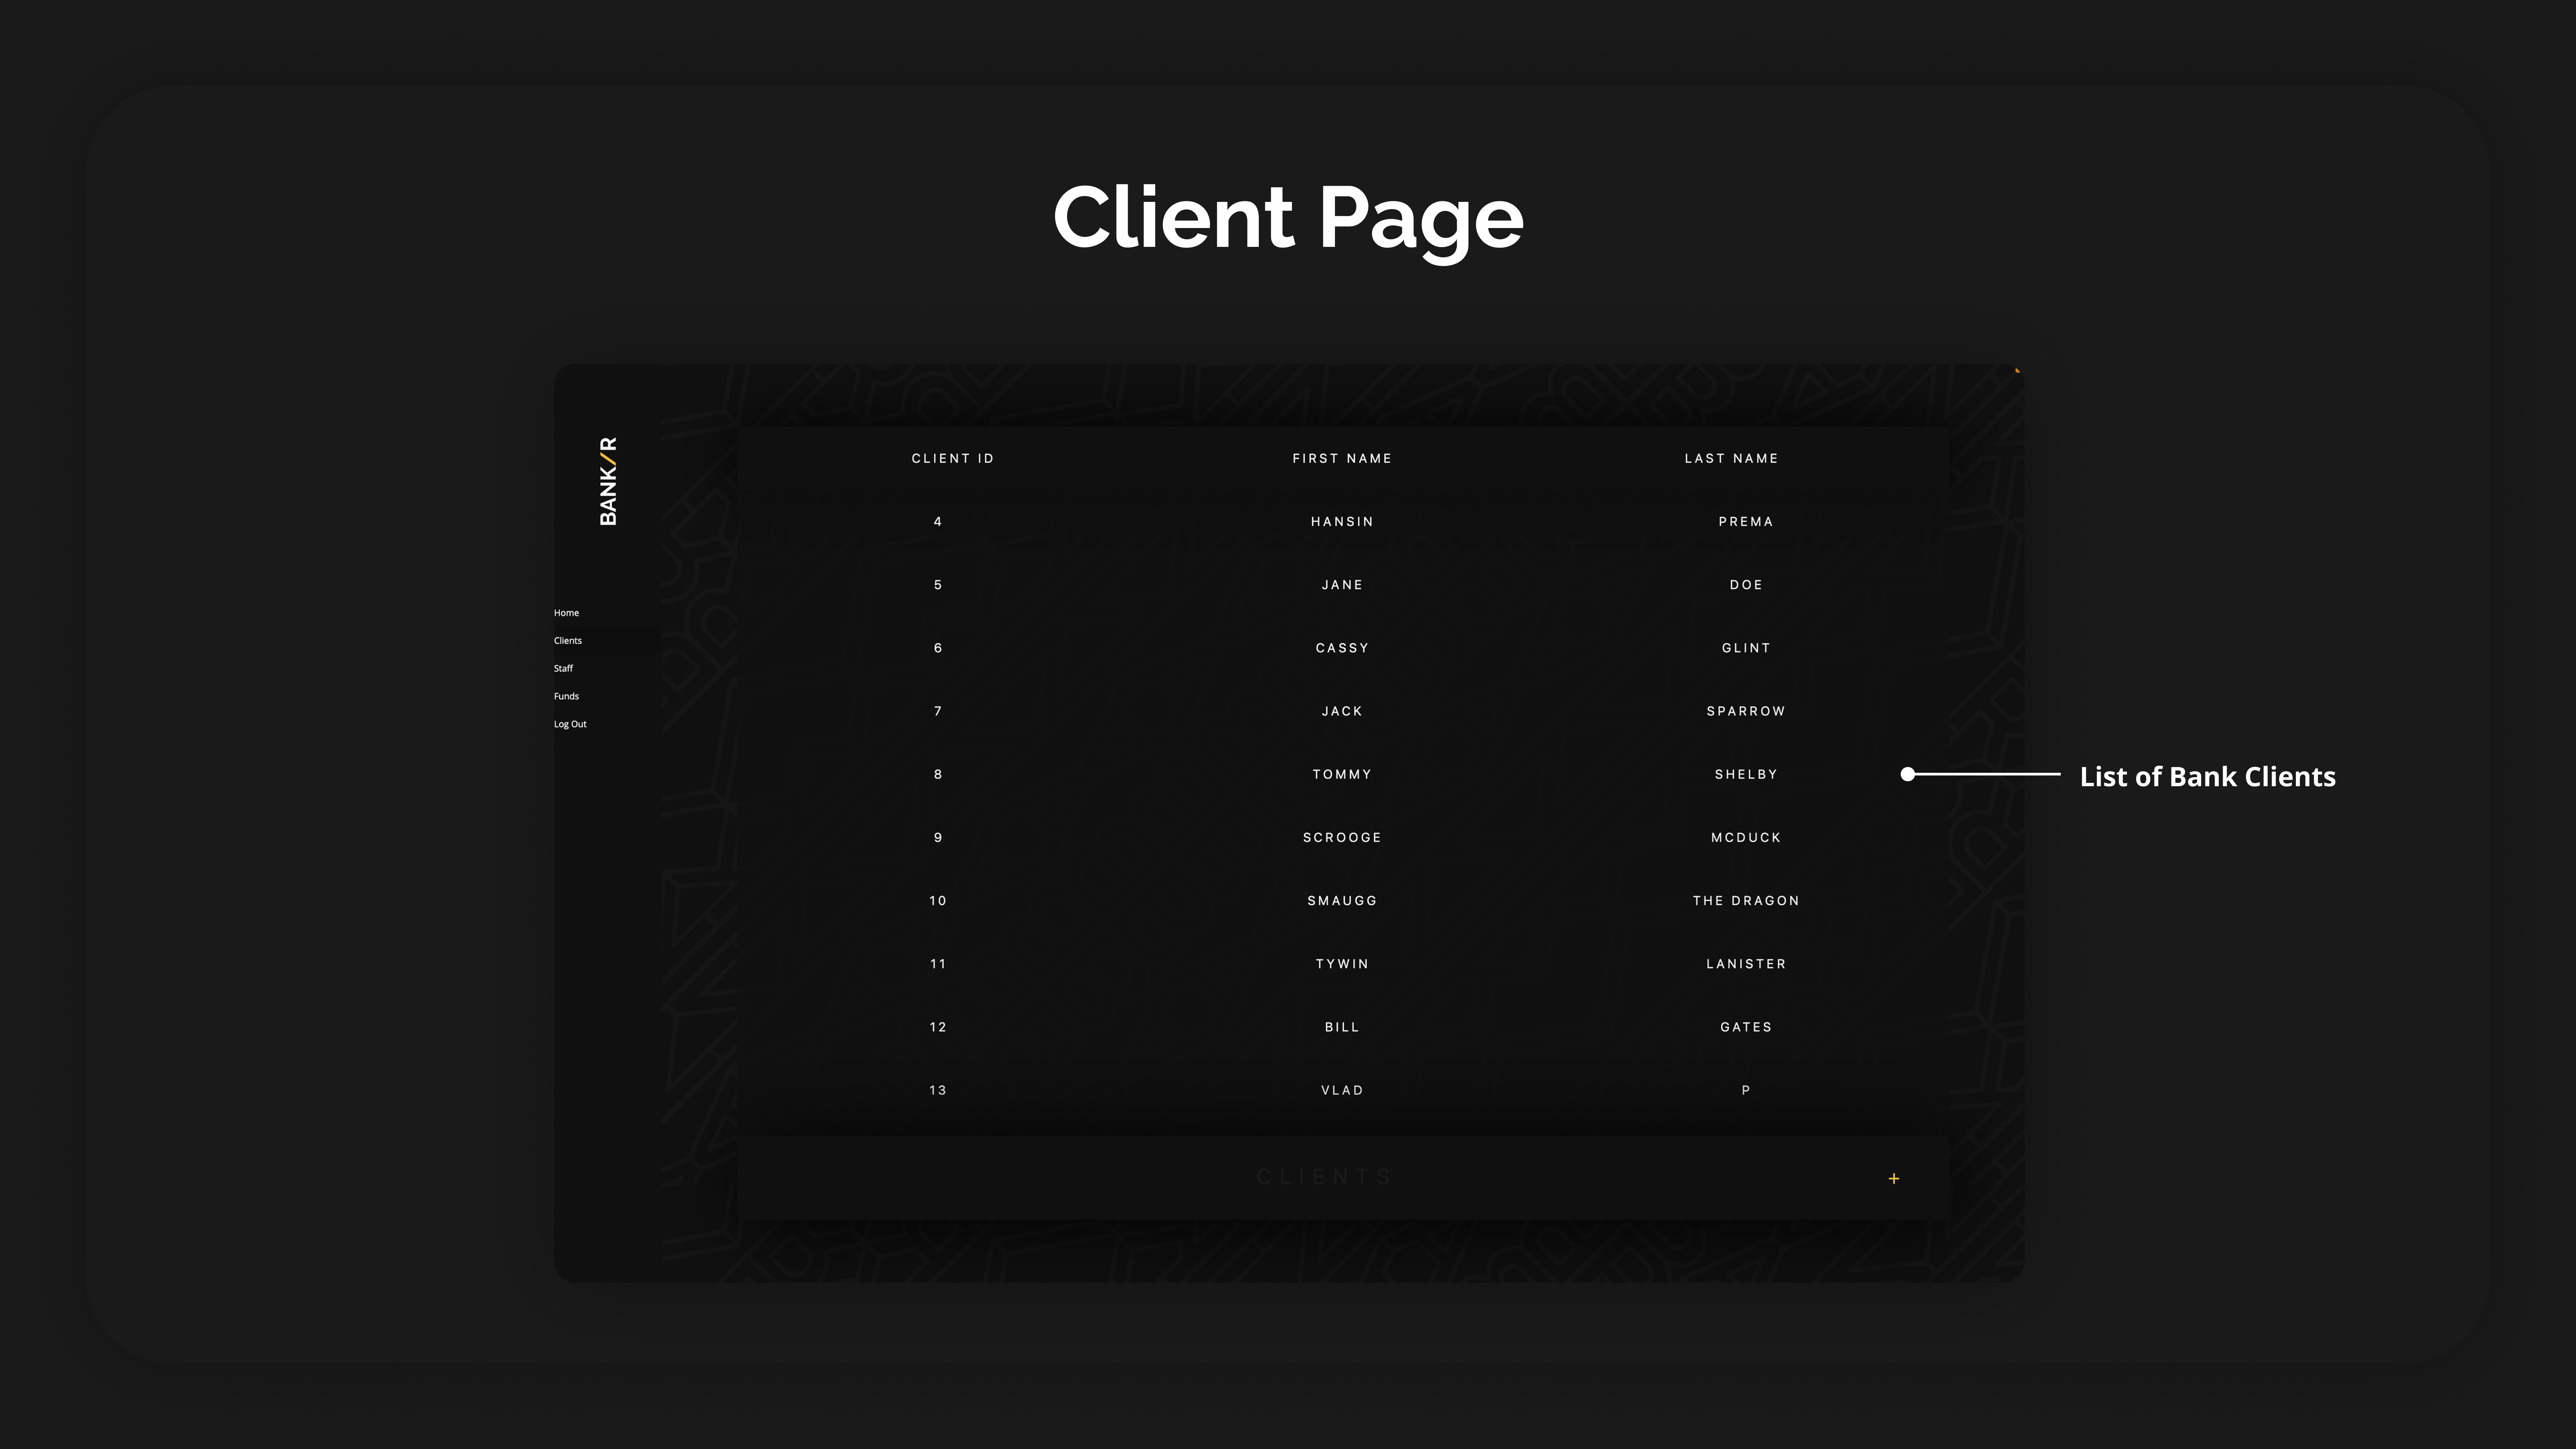 Client Page
BANK/R
Home
Clients
Staff
Funds
Log Out
CLIENT ID FIRST NAME LAST NAME
4 HANSIN PREMA
5 JANE DOE
6 CASSY GLINT
7 JACK SPARROW
8 TOMMY SHELBY
9 SCROOGE MCDUCK
10 SMAUGG THE DRAGON
11 TYWIN LANISTER
12 BILL GATES
13 VLAD P
CLIENTS +
List of Bank Clients